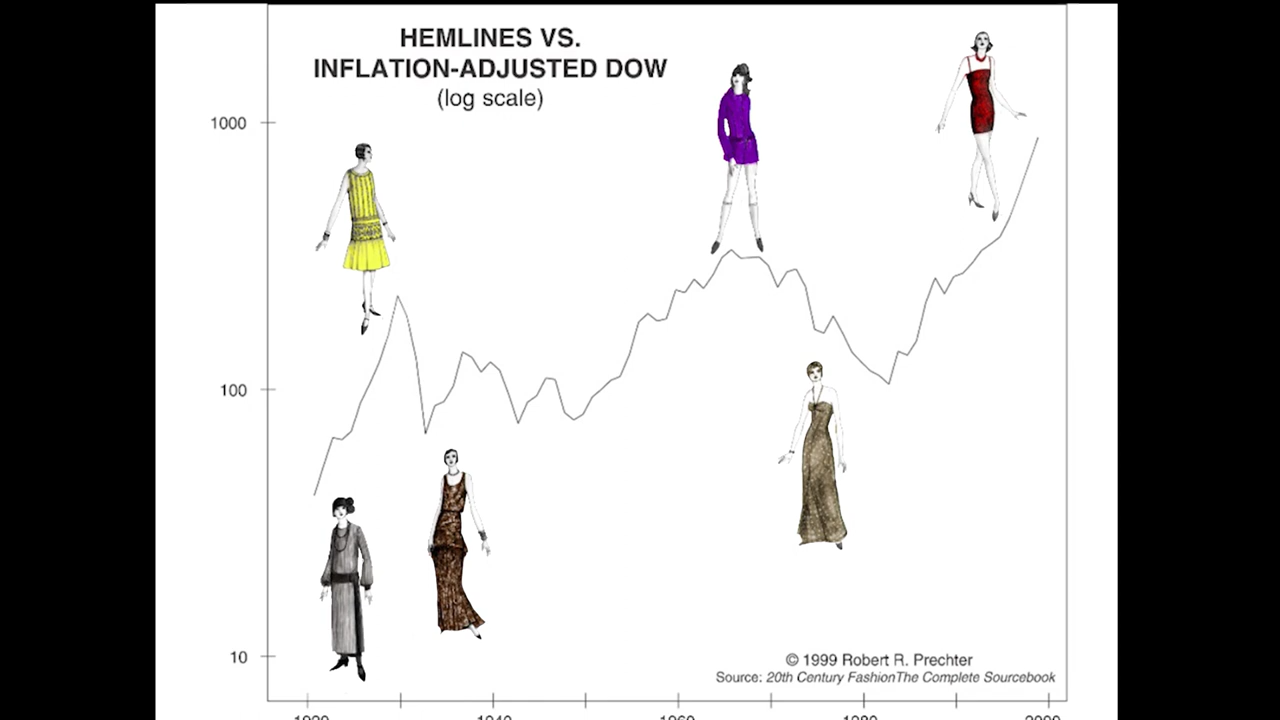 HEMLINES VS.
INFLATION-ADJUSTED DOW
(log scale)
1000
100
10
© 1999 Robert R. Prechter
Source: 20th Century FashionThe Complete Sourcebook